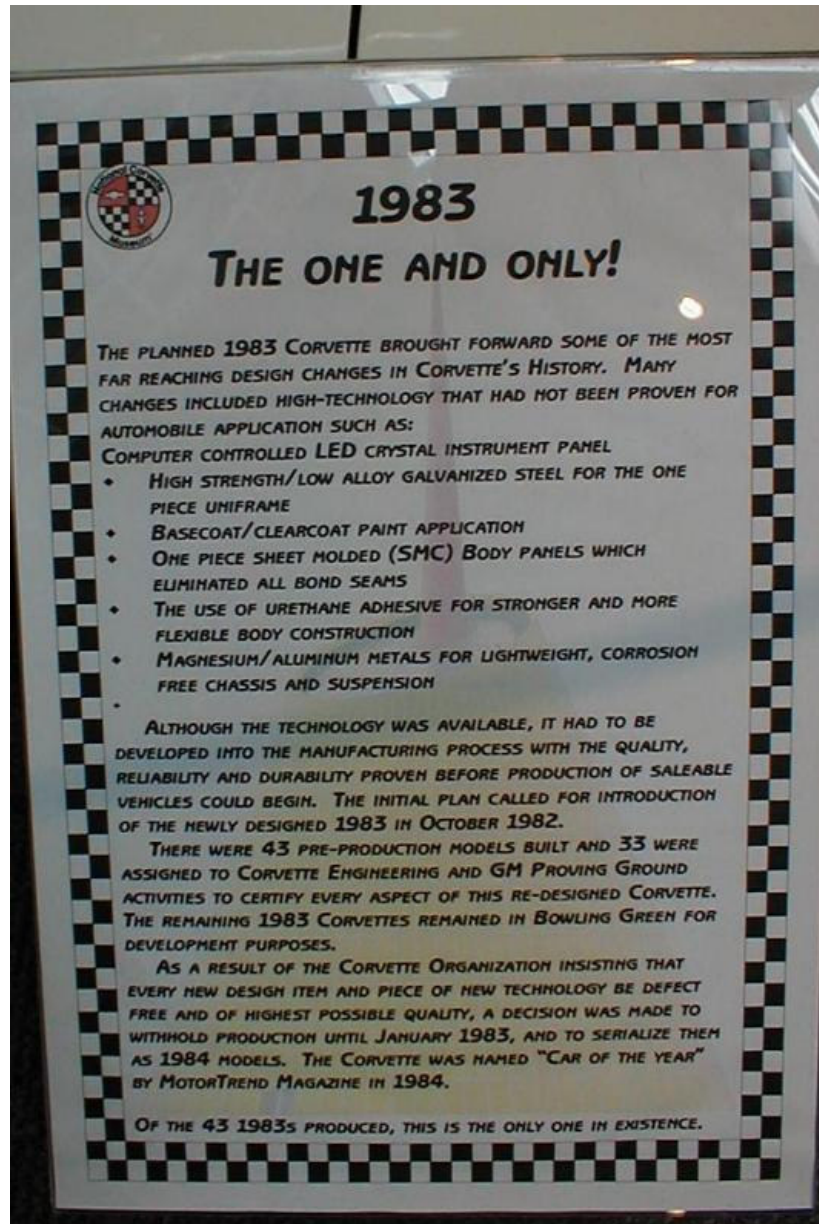 National Corvette
Museum
1983
THE ONE AND ONLY!
THE PLANNED 1983 CORVETTE BROUGHT FORWARD SOME OF THE MOST
FAR REACHING DESIGN CHANGES IN CORVETTE'S HISTORY. MANY
CHANGES INCLUDED HIGH-TECHNOLOGY THAT HAD NOT BEEN PROVEN FOR
AUTOMOBILE APPLICATION SUCH AS:
COMPUTER CONTROLLED LED CRYSTAL INSTRUMENT PANEL
• HIGH STRENGTH/LOW ALLOY GALVANIZED STEEL FOR THE ONE
PIECE UNIFRAME
• BASECOAT/CLEARCOAT PAINT APPLICATION
• ONE PIECE SHEET MOLDED (SMC) BODY PANELS WHICH
ELIMINATED ALL BOND SEAMS
• THE USE OF URETHANE ADHESIVE FOR STRONGER AND MORE
FLEXIBLE BODY CONSTRUCTION
• MAGNESIUM/ALUMINUM METALS FOR LIGHTWEIGHT, CORROSION
FREE CHASSIS AND SUSPENSION
•
ALTHOUGH THE TECHNOLOGY WAS AVAILABLE, IT HAD TO BE
DEVELOPED INTO THE MANUFACTURING PROCESS WITH THE QUALITY,
RELIABILITY AND DURABILITY PROVEN BEFORE PRODUCTION OF SALEABLE
VEHICLES COULD BEGIN. THE INITIAL PLAN CALLED FOR INTRODUCTION
OF THE NEWLY DESIGNED 1983 IN OCTOBER 1982.
THERE WERE 43 PRE-PRODUCTION MODELS BUILT AND 33 WERE
ASSIGNED TO CORVETTE ENGINEERING AND GM PROVING GROUND
ACTIVITIES TO CERTIFY EVERY ASPECT OF THIS RE-DESIGNED CORVETTE.
THE REMAINING 1983 CORVETTES REMAINED IN BOWLING GREEN FOR
DEVELOPMENT PURPOSES.
AS A RESULT OF THE CORVETTE ORGANIZATION INSISTING THAT
EVERY NEW DESIGN ITEM AND PIECE OF NEW TECHNOLOGY BE DEFECT
FREE AND OF HIGHEST POSSIBLE QUALITY, A DECISION WAS MADE TO
WITHHOLD PRODUCTION UNTIL JANUARY 1983, AND TO SERIALIZE THEM
AS 1984 MODELS. THE CORVETTE WAS NAMED "CAR OF THE YEAR"
BY MOTORTREND MAGAZINE IN 1984.
OF THE 43 1983S PRODUCED, THIS IS THE ONLY ONE IN EXISTENCE.